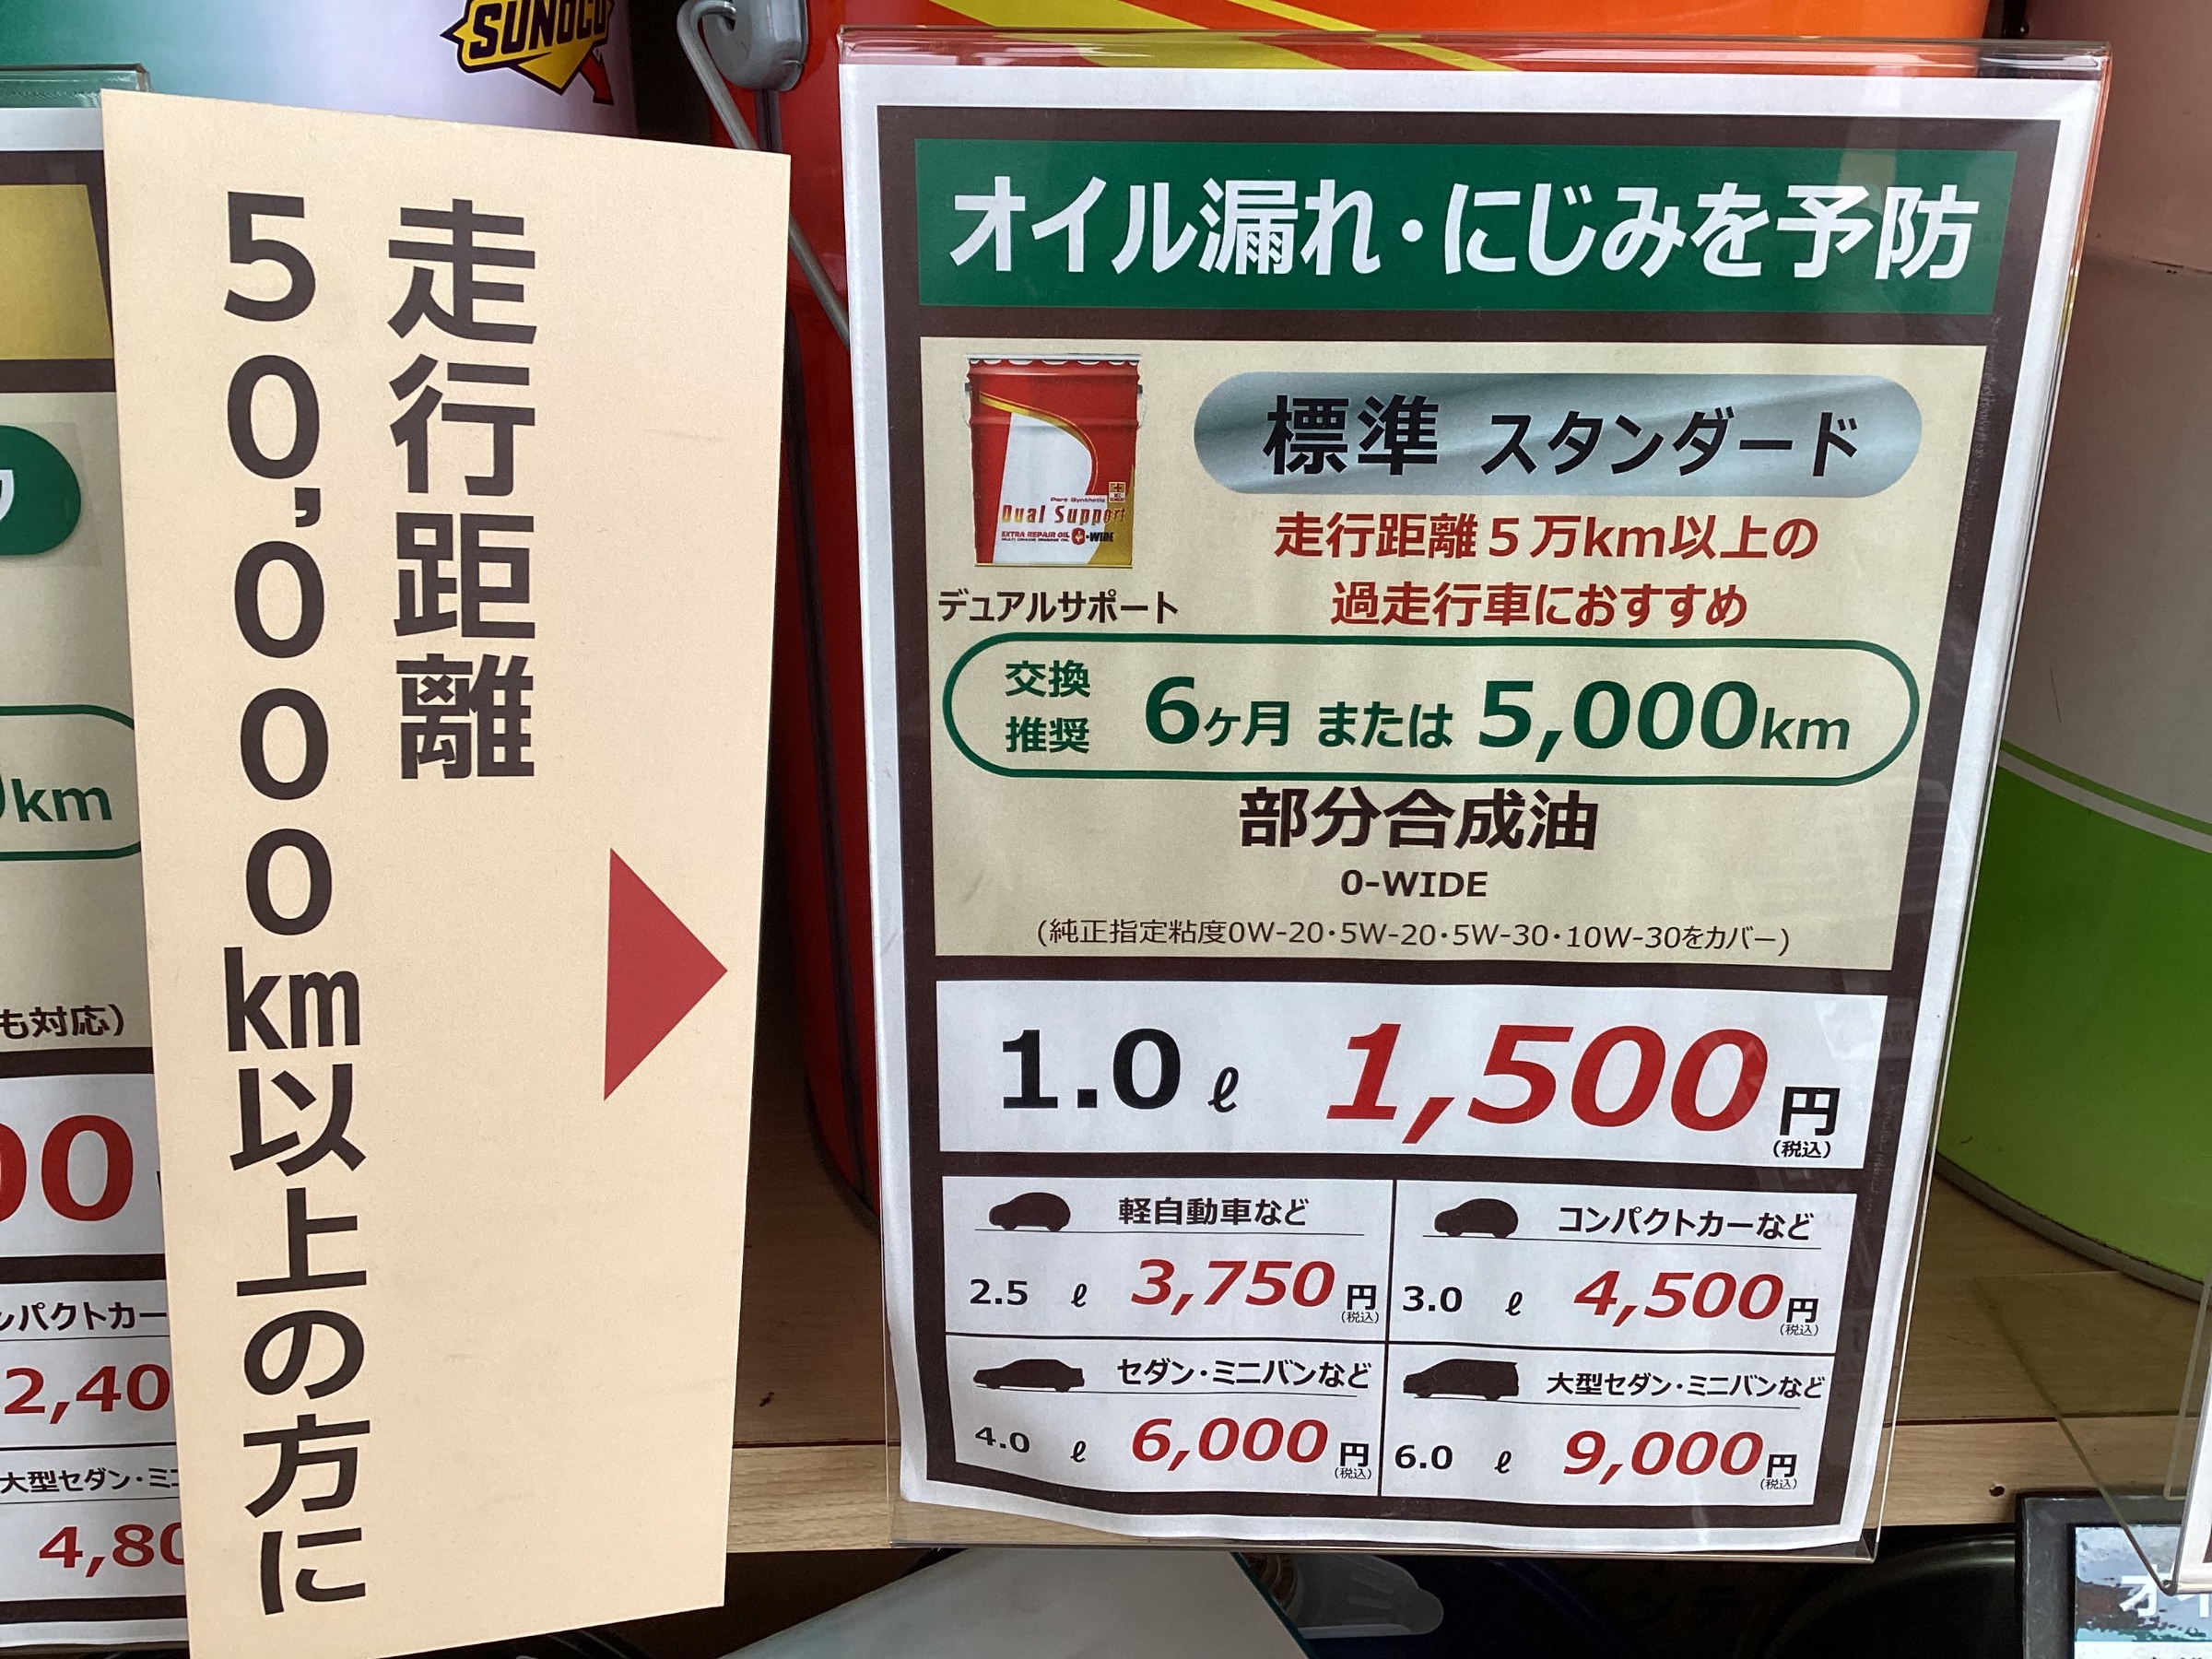 SUNOCO
km
も対応)
00
コンパクトカー
2,40
大型セダン・ミニ
4,80
走行距離
50,000km以上の方に
オイル漏れ・にじみを予防
標準 スタンダード
Dual Support
EXTRA REPAIR OIL 0-WIDE
デュアルサポート
走行距離5万km以上の
過走行車におすすめ
交換
推奨
6ヶ月 または 5,000km
部分合成油
0-WIDE
(純正指定粘度0W-20・5W-20・5W-30・10W-30をカバー)
1.0 ℓ 1,500円
(税込)
軽自動車など
2.5 ℓ 3,750円
(税込)
コンパクトカーなど
3.0 ℓ 4,500円
(税込)
セダン・ミニバンなど
4.0 ℓ 6,000円
(税込)
大型セダン・ミニバンなど
6.0 ℓ 9,000円
(税込)